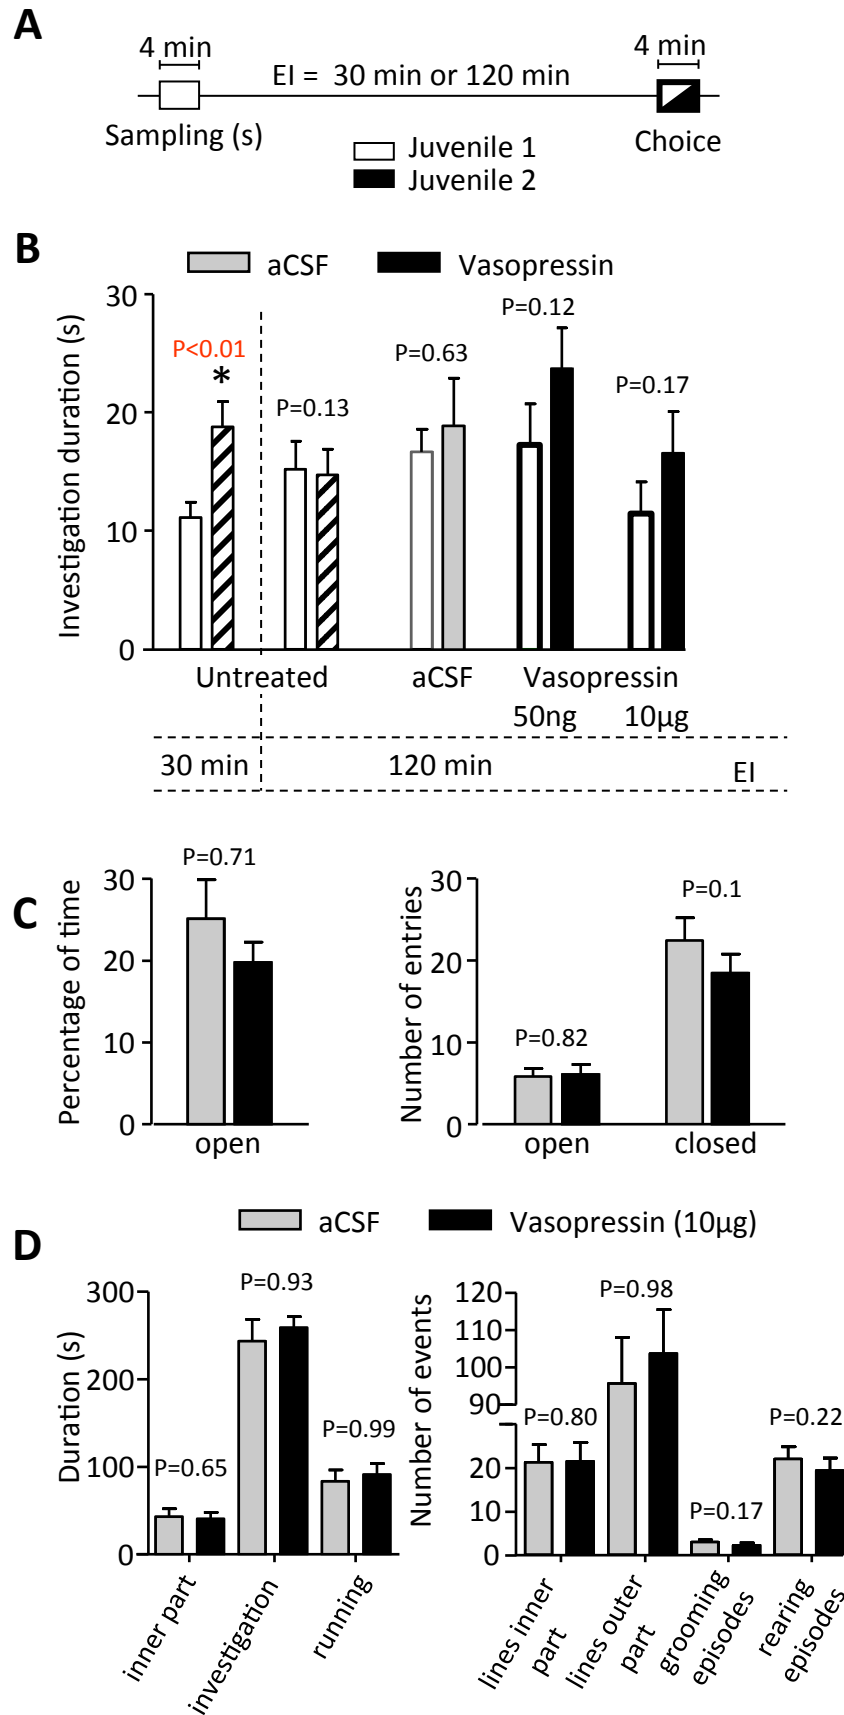 A
4 min
4 min
EI = 30 min or 120 min
Sampling (s)
Choice
Juvenile 1
Juvenile 2
B
aCSF
Vasopressin
Investigation duration (s)
30
20
10
0
P<0.01
*
P=0.13
P=0.63
P=0.12
P=0.17
Untreated
aCSF
Vasopressin
50ng
10µg
30 min
120 min
EI
C
Percentage of time
30
20
10
0
P=0.71
open
Number of entries
30
20
10
0
P=0.82
P=0.1
open
closed
aCSF
Vasopressin (10µg)
D
Duration (s)
300
200
100
0
P=0.65
P=0.93
P=0.99
inner part
investigation
running
Number of events
120
110
100
90
20
10
0
P=0.80
P=0.98
P=0.17
P=0.22
lines inner
part
lines outer
part
grooming
episodes
rearing
episodes